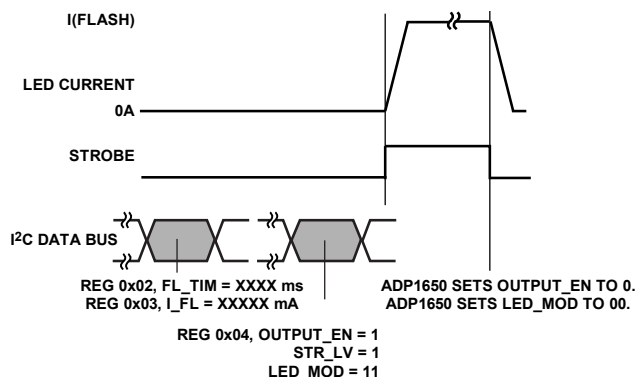 I(FLASH)
LED CURRENT
0A
STROBE
I2C DATA BUS
REG 0x02, FL_TIM = XXXX ms
REG 0x03, I_FL = XXXXX mA
ADP1650 SETS OUTPUT_EN TO 0.
ADP1650 SETS LED_MOD TO 00.
REG 0x04, OUTPUT_EN = 1
STR_LV = 1
LED_MOD = 11